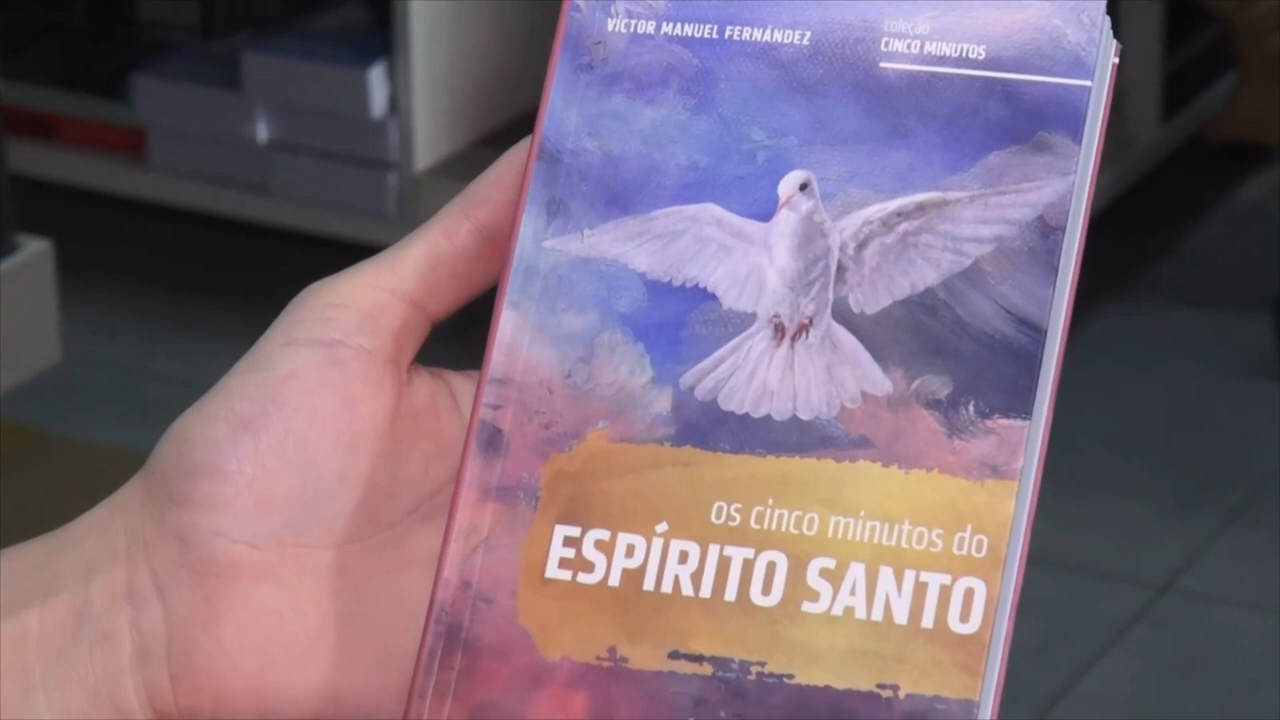 VÍCTOR MANUEL FERNÁNDEZ
coleção
CINCO MINUTOS
os cinco minutos do
ESPÍRITO SANTO